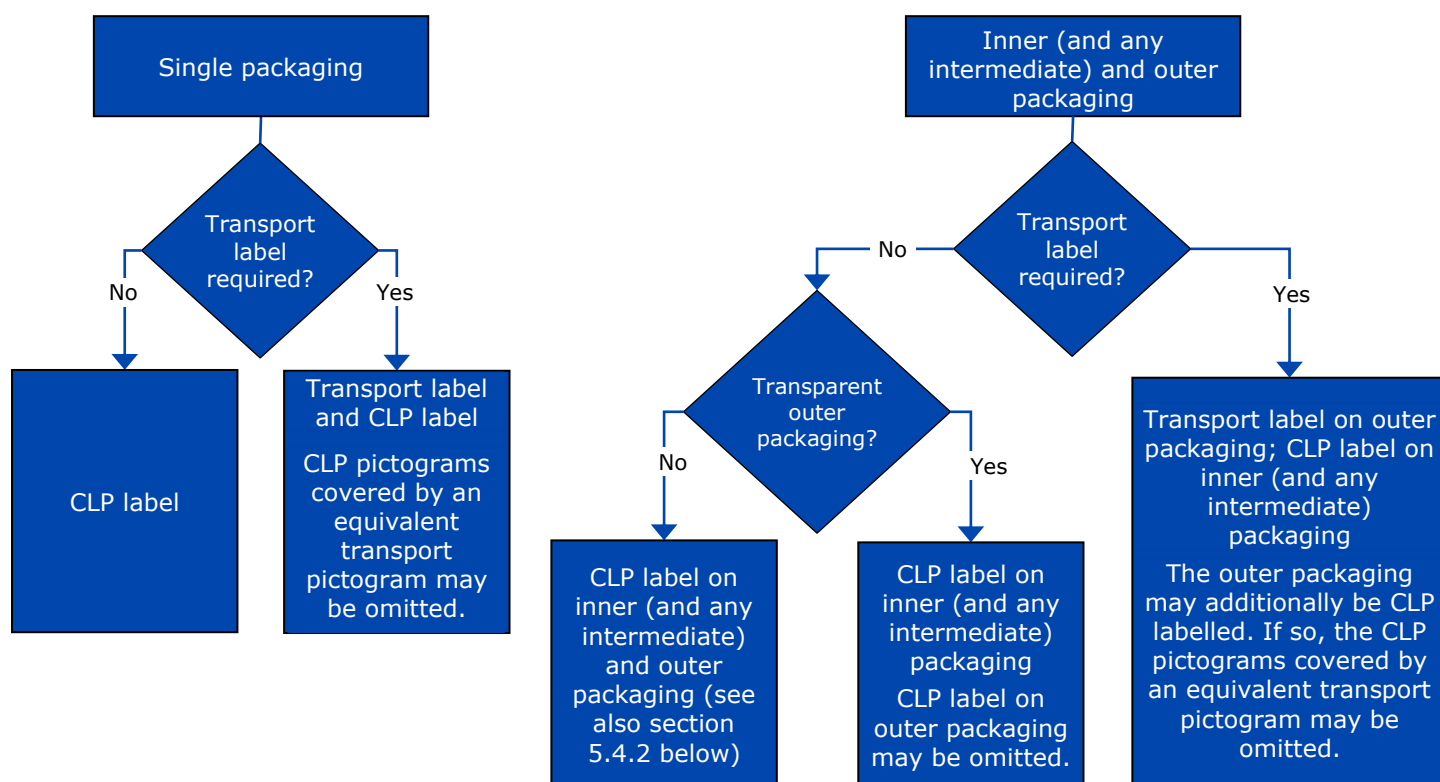 Single packaging
Transport
label
required?
No
Yes
CLP label
Transport label
and CLP label
CLP pictograms
covered by an
equivalent
transport
pictogram may
be omitted.
Inner (and any
intermediate) and outer
packaging
Transport
label
required?
No
Yes
Transparent
outer
packaging?
No
Yes
CLP label on
inner (and any
intermediate)
and outer
packaging (see
also section
5.4.2 below)
CLP label on
inner (and any
intermediate)
packaging
CLP label on
outer packaging
may be omitted.
Transport label on outer
packaging; CLP label on
inner (and any
intermediate)
packaging
The outer packaging
may additionally be CLP
labelled. If so, the CLP
pictograms covered by
an equivalent transport
pictogram may be
omitted.